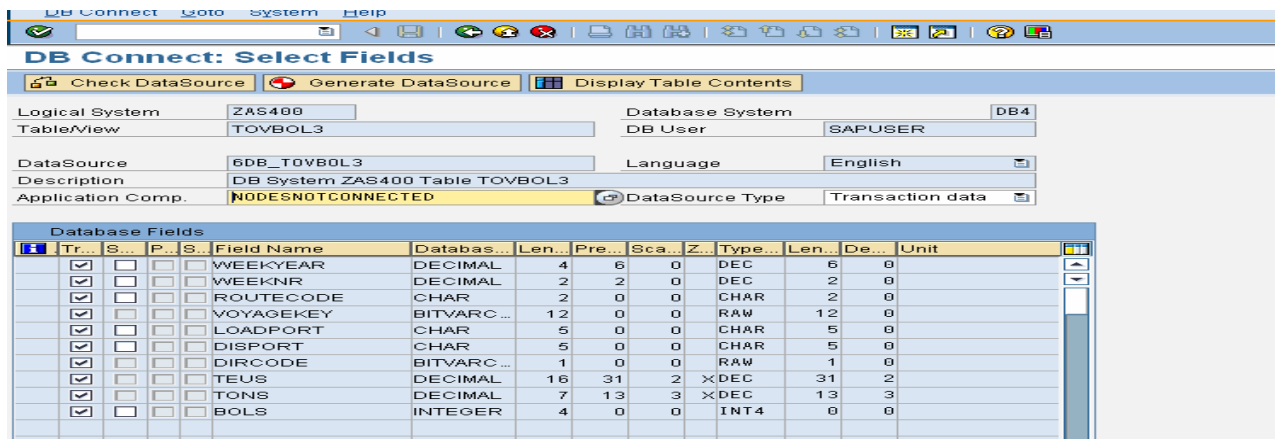 DB Connect Goto System Help
DB Connect: Select Fields
Check DataSource Generate DataSource Display Table Contents
Logical System ZAS400 Database System DB4
Table/View TOVBOL3 DB User SAPUSER
DataSource 6DB_TOVBOL3 Language English
Description DB System ZAS400 Table TOVBOL3
Application Comp. NODESNOTCONNECTED DataSource Type Transaction data
Database Fields
Tr... S... P... S... Field Name Databas... Len... Pre... Sca... Z... Type... Len... De... Unit
WEEKYEAR DECIMAL 4 6 0 DEC 6 0
WEEKNR DECIMAL 2 2 0 DEC 2 0
ROUTECODE CHAR 2 0 0 CHAR 2 0
VOYAGEKEY BITVARC... 12 0 0 RAW 12 0
LOADPORT CHAR 5 0 0 CHAR 5 0
DISPORT CHAR 5 0 0 CHAR 5 0
DIRCODE BITVARC... 1 0 0 RAW 1 0
TEUS DECIMAL 16 31 2 X DEC 31 2
TONS DECIMAL 7 13 3 X DEC 13 3
BOLS INTEGER 4 0 0 INT4 0 0